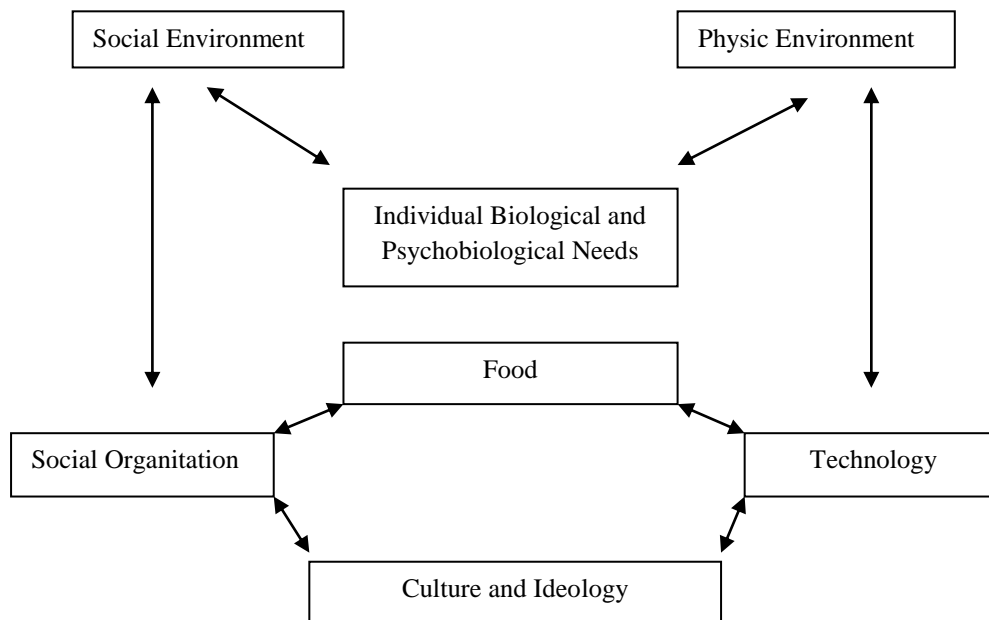 Social Environment
Physic Environment
Individual Biological and
Psychobiological Needs
Food
Social Organitation
Technology
Culture and Ideology